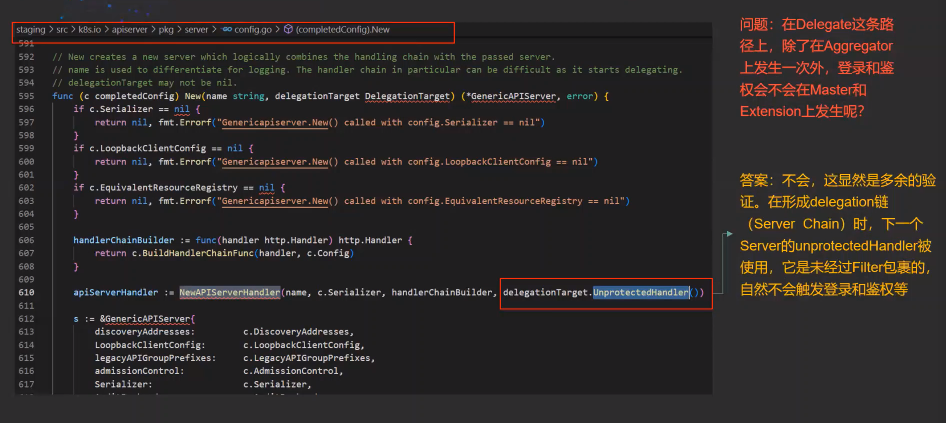 staging > src > k8s.io > apiserver > pkg > server > config.go > (completedConfig).New
591
592 // New creates a new server which logically combines the handling chain with the passed server.
593 // name is used to differentiate for logging. The handler chain in particular can be difficult as it starts delegating.
594 // delegationTarget may not be nil.
595 func (c completedConfig) New(name string, delegationTarget DelegationTarget) (*GenericAPIServer, error) {
596 if c.Serializer == nil {
597 return nil, fmt.Errorf("Genericapiserver.New() called with config.Serializer == nil")
598 }
599 if c.LoopbackClientConfig == nil {
600 return nil, fmt.Errorf("Genericapiserver.New() called with config.LoopbackClientConfig == nil")
601 }
602 if c.EquivalentResourceRegistry == nil {
603 return nil, fmt.Errorf("Genericapiserver.New() called with config.EquivalentResourceRegistry == nil")
604 }
605
606 handlerChainBuilder := func(handler http.Handler) http.Handler {
607 return c.BuildHandlerChainFunc(handler, c.Config)
608 }
609
610 apiServerHandler := NewAPIServerHandler(name, c.Serializer, handlerChainBuilder, delegationTarget.UnprotectedHandler())
611
612 s := &GenericAPIServer{
613 discoveryAddresses: c.DiscoveryAddresses,
614 LoopbackClientConfig: c.LoopbackClientConfig,
615 legacyAPIGroupPrefixes: c.LegacyAPIGroupPrefixes,
616 admissionControl: c.AdmissionControl,
617 Serializer: c.Serializer,
问题：在Delegate这条路
径上，除了在Aggregator
上发生一次外，登录和鉴
权会不会在Master和
Extension上发生呢？
答案：不会，这显然是多余的验
证。在形成delegation链
（Server Chain）时，下一个
Server的unprotectedHandler被
使用，它是未经过Filter包裹的，
自然不会触发登录和鉴权等